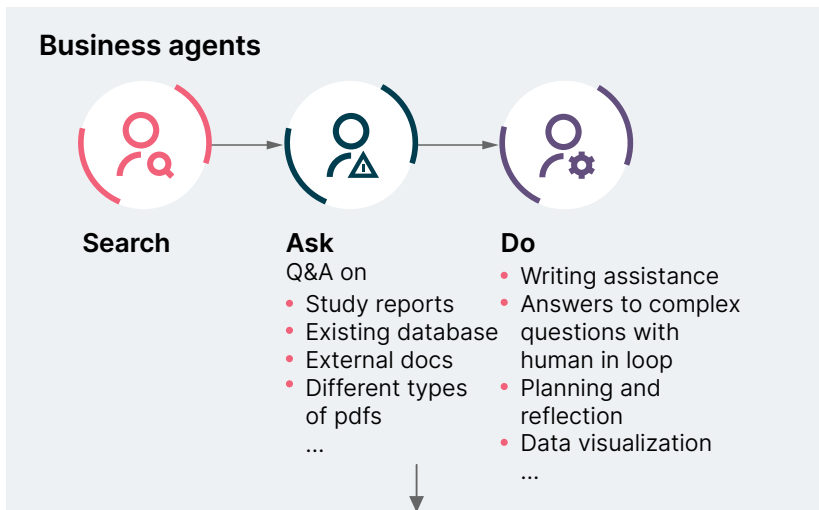 Business agents
Search
Ask
Q&A on
Study reports
Existing database
External docs
Different types
of pdfs
...
Do
Writing assistance
Answers to complex
questions with
human in loop
Planning and
reflection
Data visualization
...